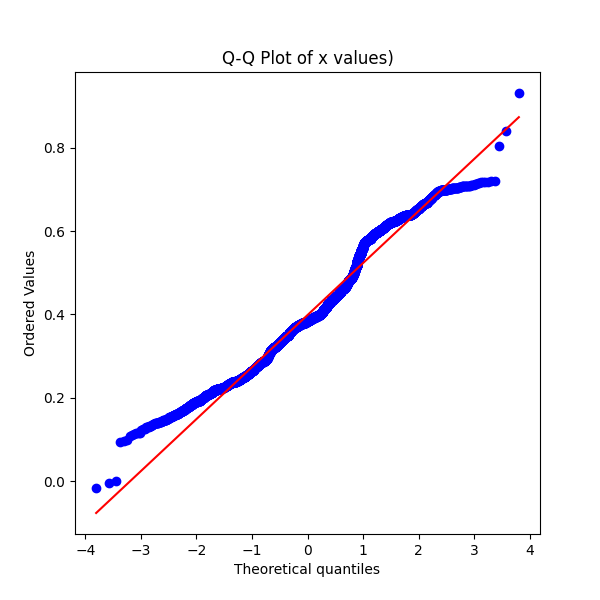 Q-Q Plot of x values)
Ordered Values
0.8
0.6
0.4
0.2
0.0
−4 −3 −2 −1 0 1 2 3 4
Theoretical quantiles